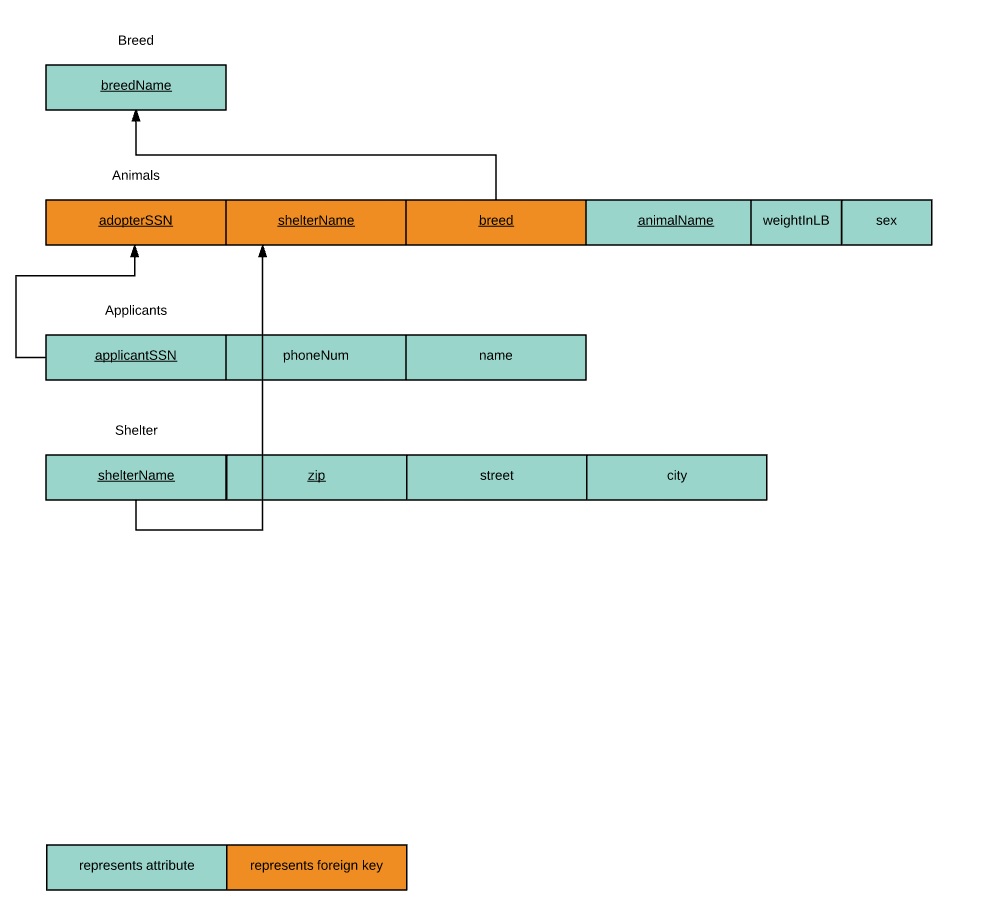 Breed
breedName
Animals
adopterSSN shelterName breed animalName weightInLB sex
Applicants
applicantSSN phoneNum name
Shelter
shelterName zip street city
represents attribute represents foreign key